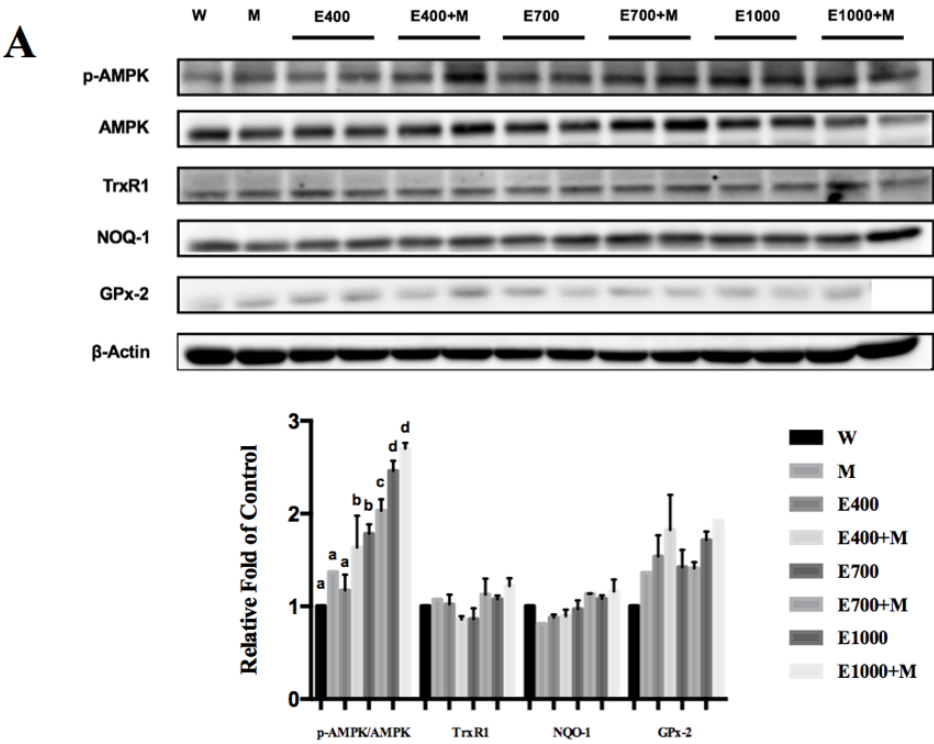 A
W M E400 E400+M E700 E700+M E1000 E1000+M
p-AMPK
AMPK
TrxR1
NOQ-1
GPx-2
β-Actin
Relative Fold of Control
3
2
1
0
a a a b b c d d
p-AMPK/AMPK TrxR1 NQO-1 GPx-2
W
M
E400
E400+M
E700
E700+M
E1000
E1000+M